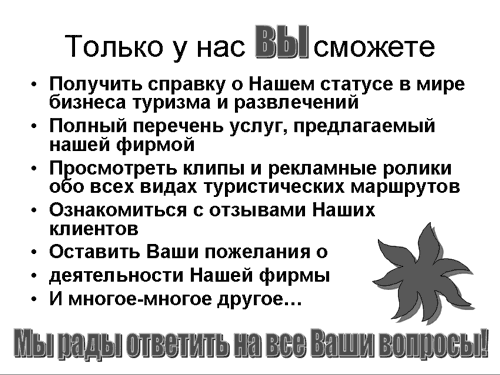 Только у нас ВЫ сможете
• Получить справку о Нашем статусе в мире
бизнеса туризма и развлечений
• Полный перечень услуг, предлагаемый
нашей фирмой
• Просмотреть клипы и рекламные ролики
обо всех видах туристических маршрутов
• Ознакомиться с отзывами Наших
клиентов
• Оставить Ваши пожелания о
• деятельности Нашей фирмы
• И многое-многое другое…
Мы рады ответить на все Ваши вопросы!